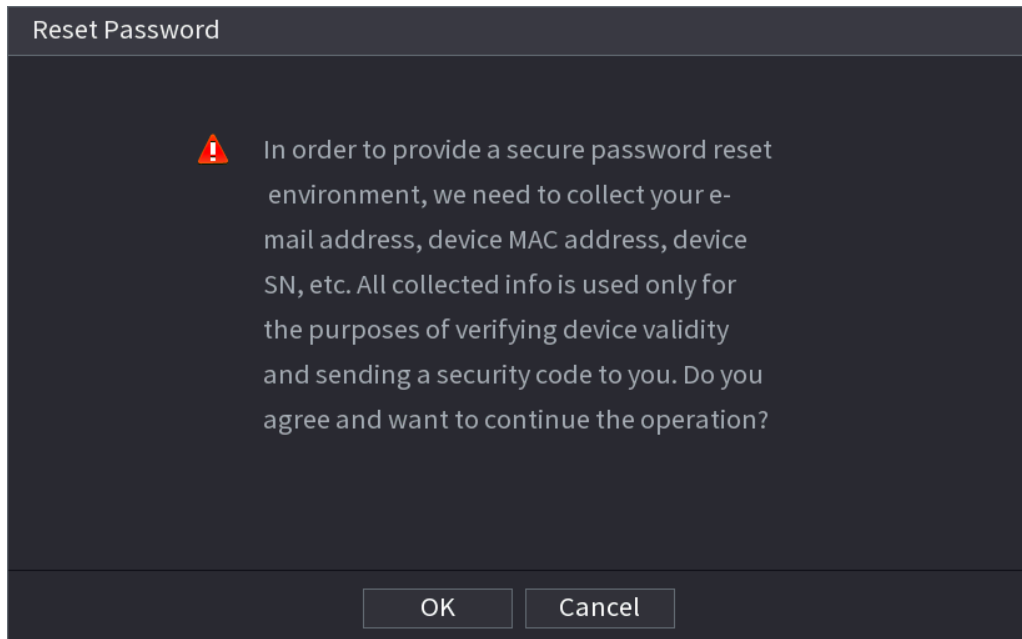 Reset Password
In order to provide a secure password reset
environment, we need to collect your e-
mail address, device MAC address, device
SN, etc. All collected info is used only for
the purposes of verifying device validity
and sending a security code to you. Do you
agree and want to continue the operation?
OK
Cancel